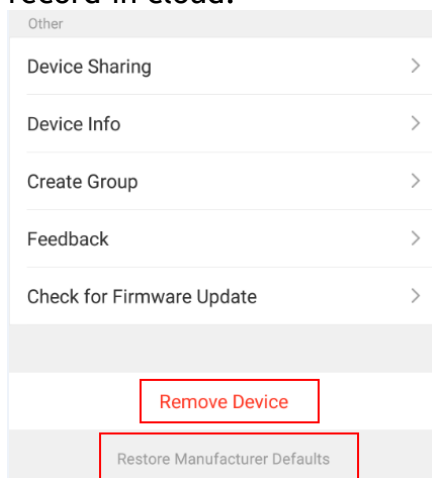 record in cloud.
Other
Device Sharing
Device Info
Create Group
Feedback
Check for Firmware Update
Remove Device
Restore Manufacturer Defaults